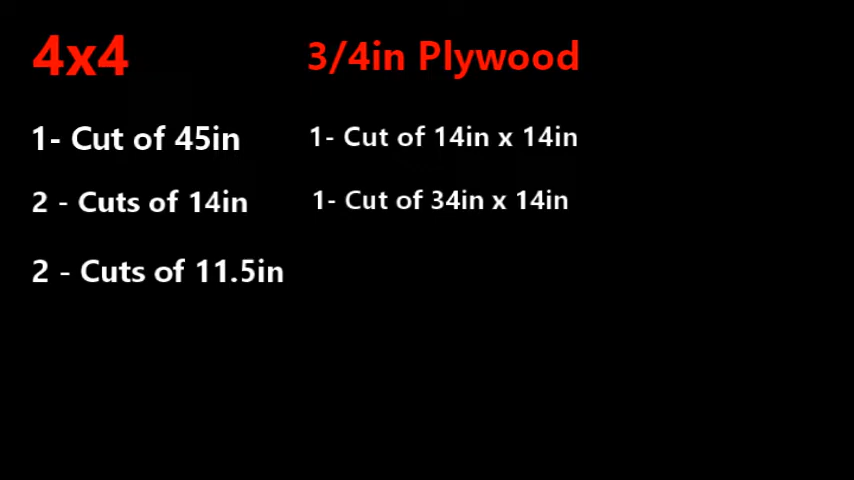 4x4
1- Cut of 45in
2 - Cuts of 14in
2 - Cuts of 11.5in
3/4in Plywood
1- Cut of 14in x 14in
1- Cut of 34in x 14in